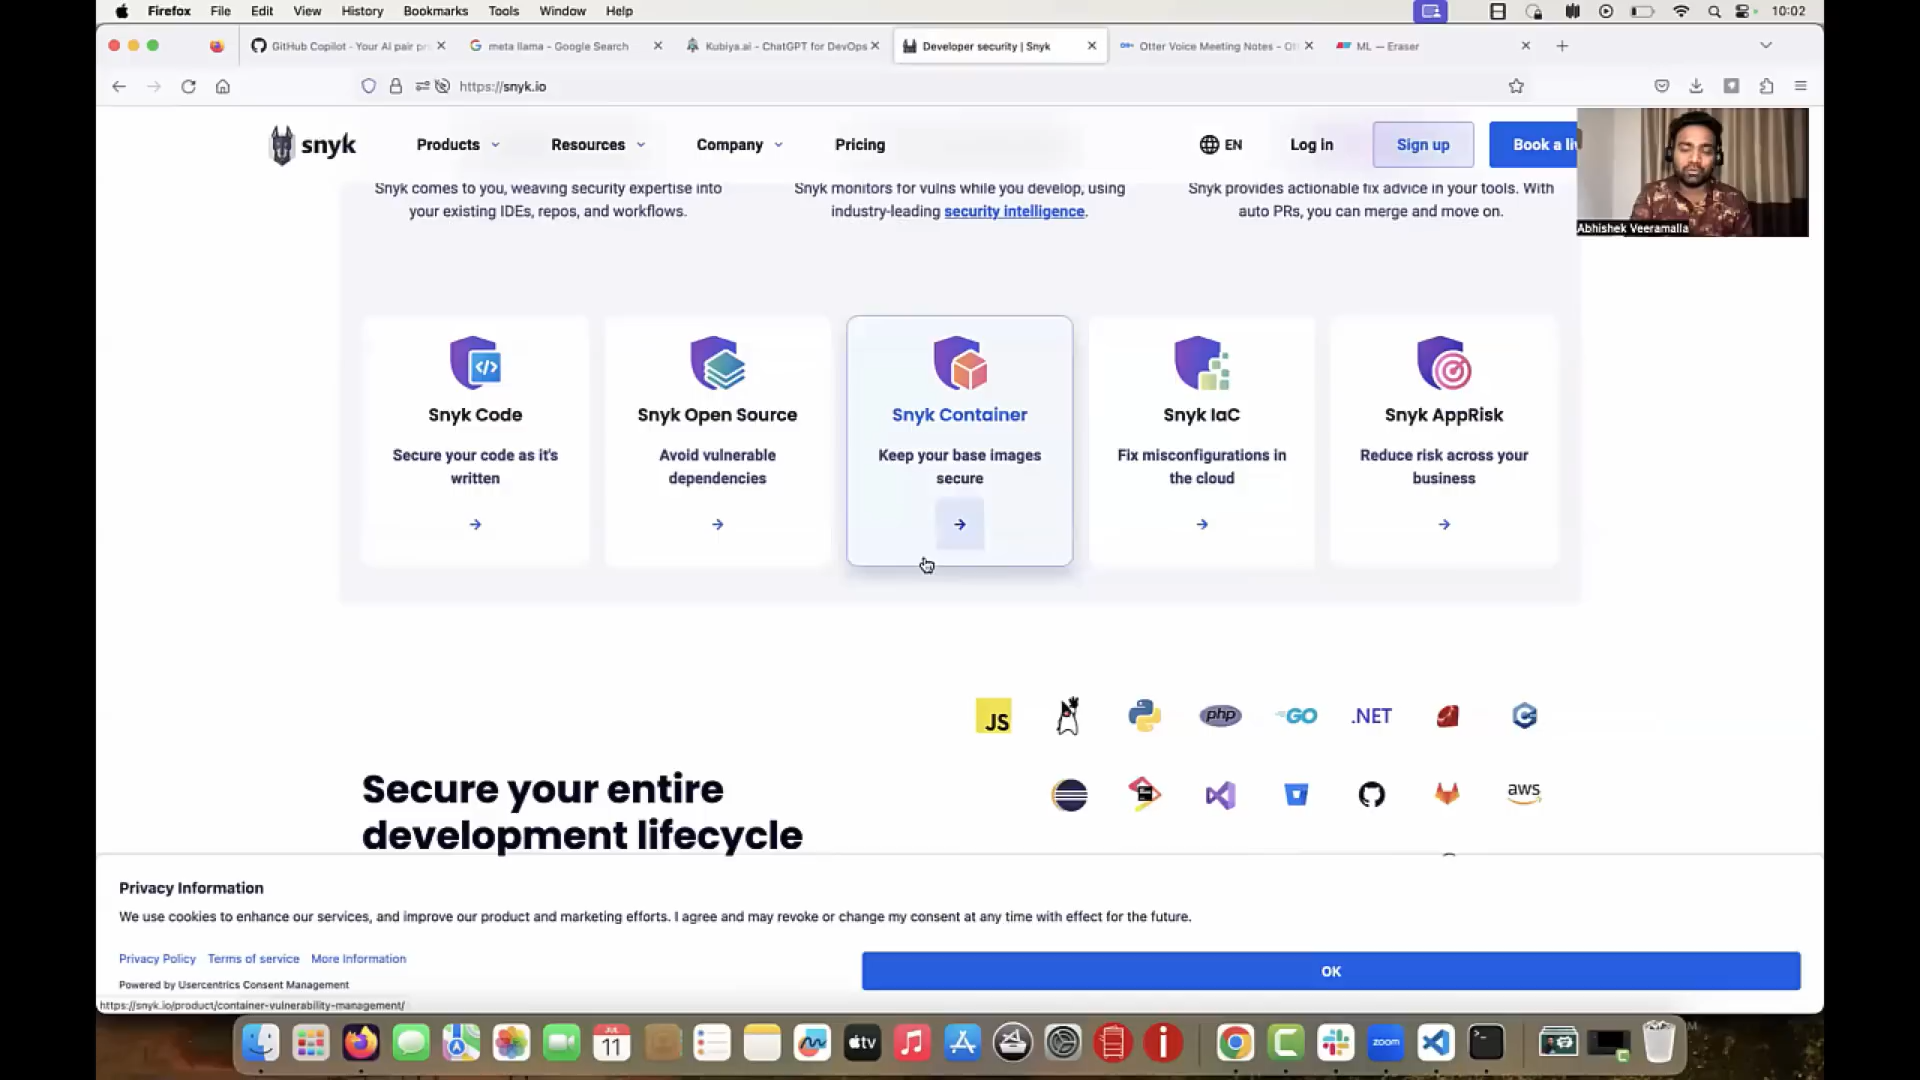 Firefox File Edit View History Bookmarks Tools Window Help 10:02
GitHub Copilot - Your AI pair pr
meta llama - Google Search
Kubiya.ai - ChatGPT for DevOps
Developer security | Snyk
Otter Voice Meeting Notes - Ot
ML — Eraser
https://snyk.io
snyk Products Resources Company Pricing EN Log in Sign up Book a li
Abhishek Veeramalla
Snyk comes to you, weaving security expertise into
your existing IDEs, repos, and workflows.
Snyk monitors for vulns while you develop, using
industry-leading security intelligence.
Snyk provides actionable fix advice in your tools. With
auto PRs, you can merge and move on.
Snyk Code
Secure your code as it's
written
Snyk Open Source
Avoid vulnerable
dependencies
Snyk Container
Keep your base images
secure
Snyk IaC
Fix misconfigurations in
the cloud
Snyk AppRisk
Reduce risk across your
business
JS php GO .NET C
aws
Secure your entire
development lifecycle
Privacy Information
We use cookies to enhance our services, and improve our product and marketing efforts. I agree and may revoke or change my consent at any time with effect for the future.
Privacy Policy Terms of service More Information
OK
Powered by Usercentrics Consent Management
https://snyk.io/product/container-vulnerability-management/
JUL
11
tv
zoom